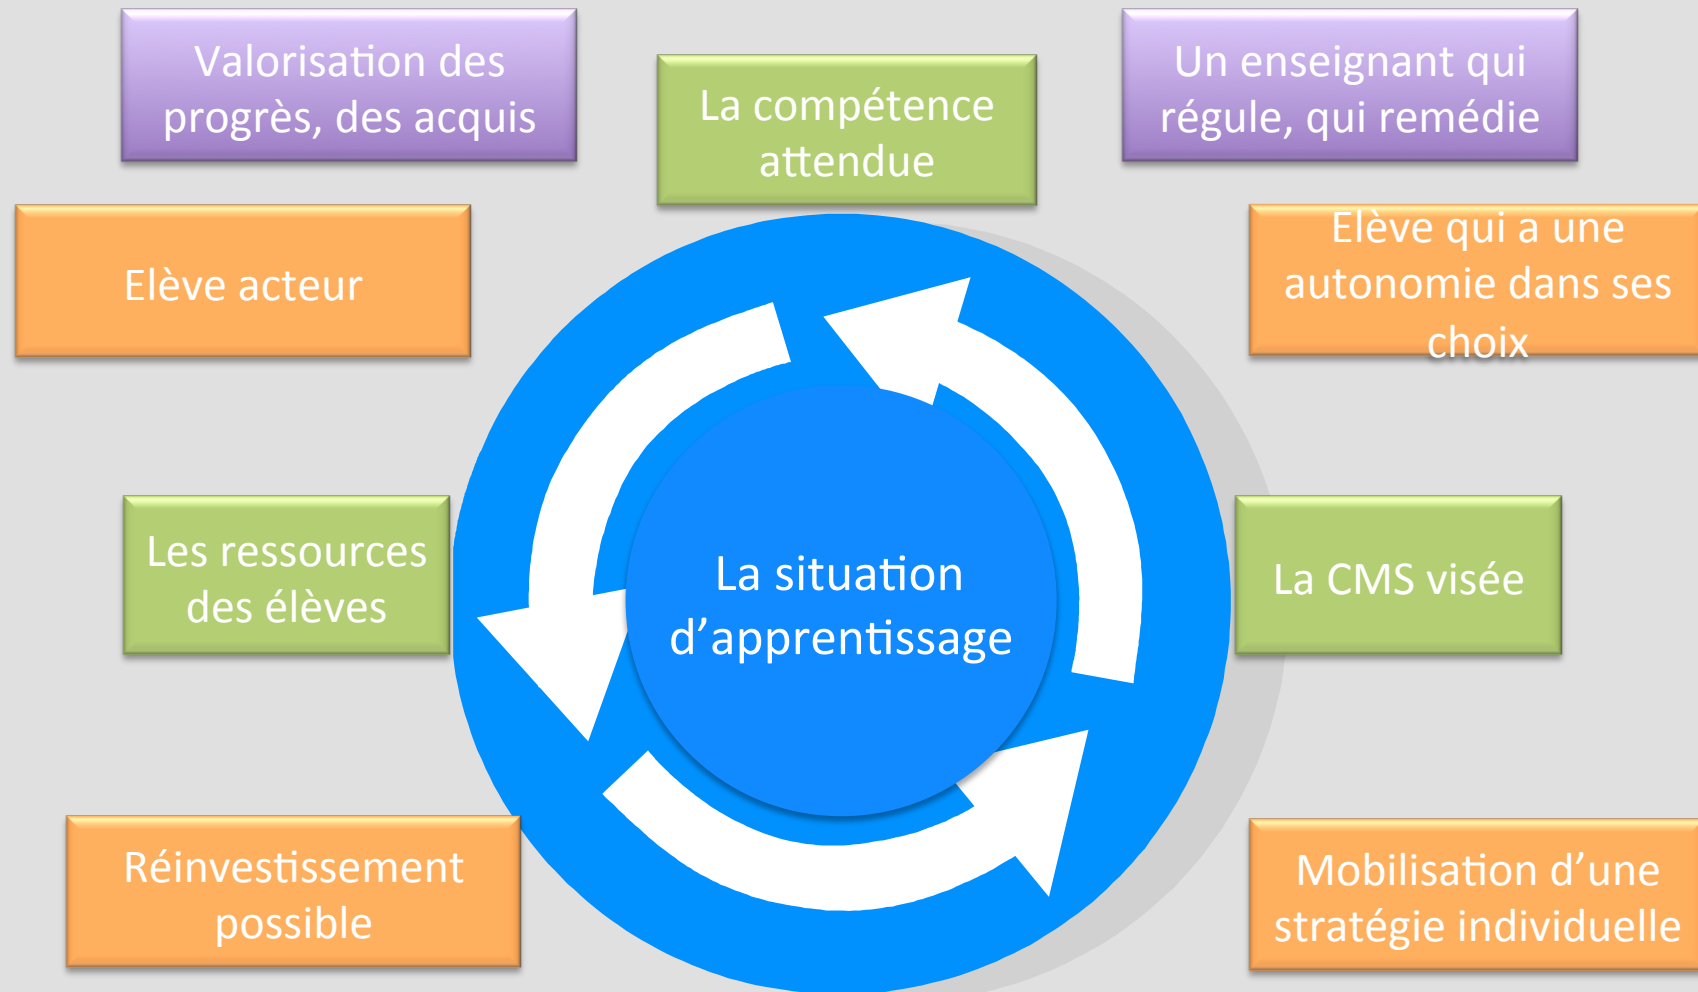 Valorisation des
progrès, des acquis
La compétence
attendue
Un enseignant qui
régule, qui remédie
Elève acteur
Elève qui a une
autonomie dans ses
choix
Les ressources
des élèves
La situation
d’apprentissage
La CMS visée
Réinvestissement
possible
Mobilisation d’une
stratégie individuelle